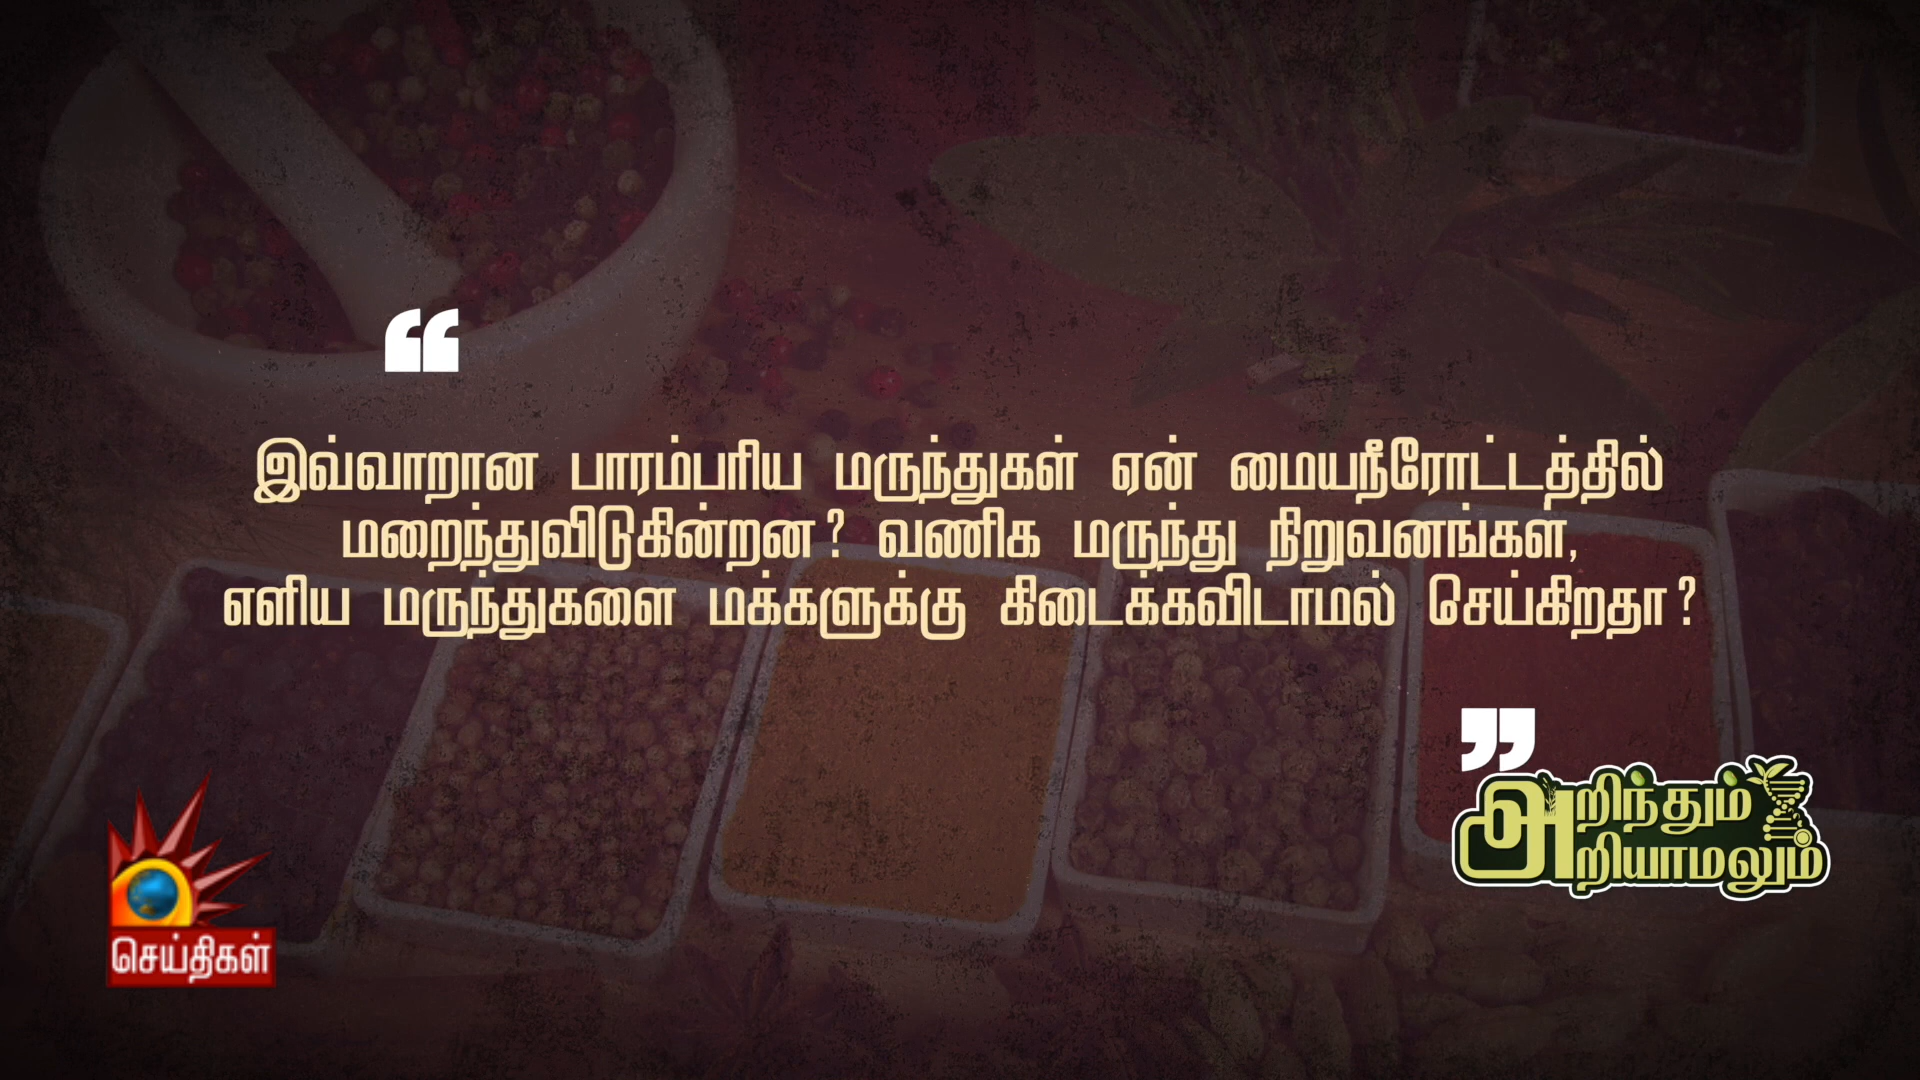 “
இவ்வாறான பாரம்பரிய மருந்துகள் ஏன் மையநீரோட்டத்தில்
மறைந்துவிடுகின்றன? வணிக மருந்து நிறுவனங்கள்,
எளிய மருந்துகளை மக்களுக்கு கிடைக்கவிடாமல் செய்கிறதா?
”
அறிந்தும்
அறியாமலும்
செய்திகள்